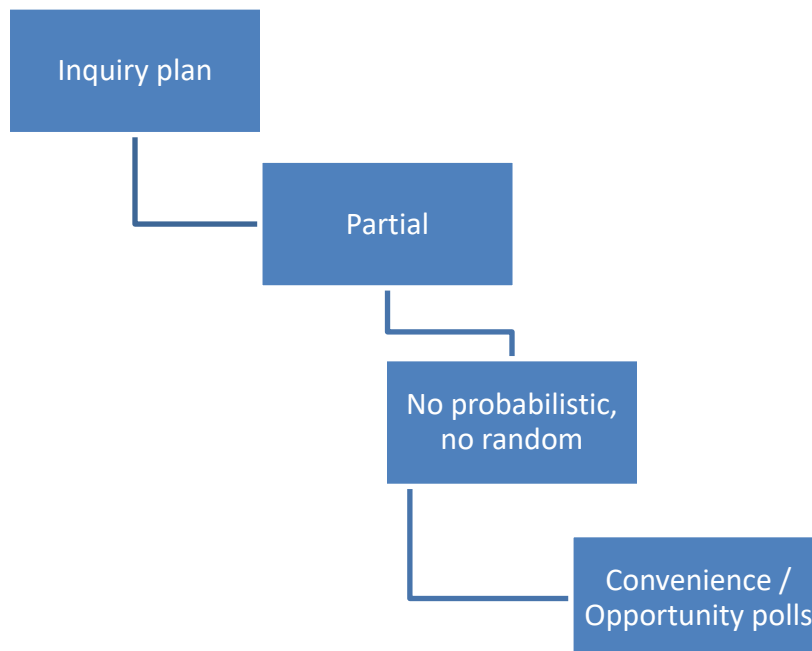 Inquiry plan
Partial
No probabilistic,
no random
Convenience /
Opportunity polls